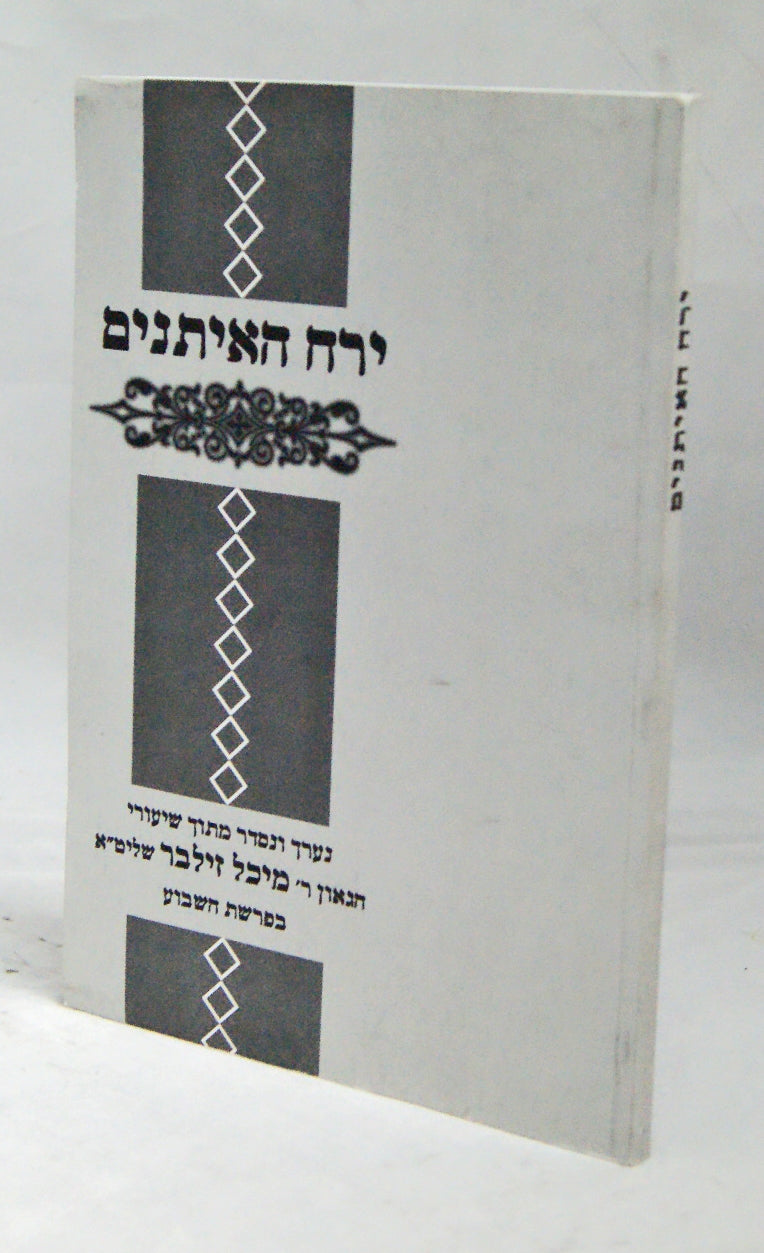 ירח האיתנים
נערך ונסדר מתוך שיעורי
הגאון ר׳ מיכל זילבר שליט״א
בפרשת השבוע
ירח האיתנים